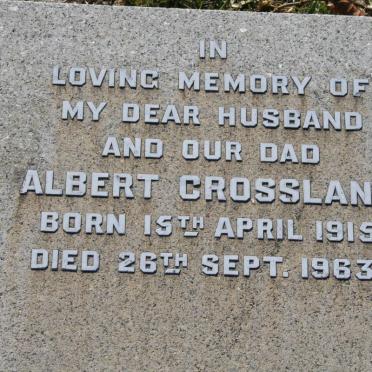 IN
LOVING MEMORY OF
MY DEAR HUSBAND
AND OUR DAD
ALBERT CROSSLAN
BORN 15TH APRIL 1919
DIED 26TH SEPT. 1963